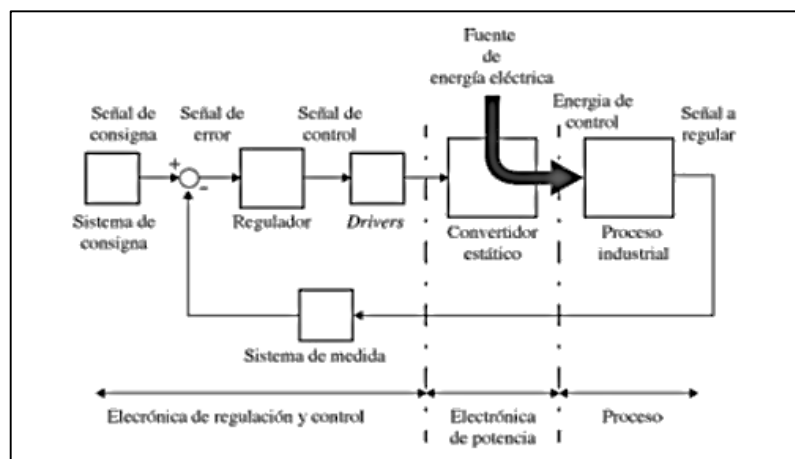 Fuente
de
energía eléctrica
Señal de
consigna
Señal de
error
Señal de
control
Energia de
control
Señal a
regular
+
-
Sistema de
consigna
Regulador
Drivers
Convertidor
estático
Proceso
industrial
Sistema de medida
Elecrónica de regulación y control
Electrónica
de potencia
Proceso